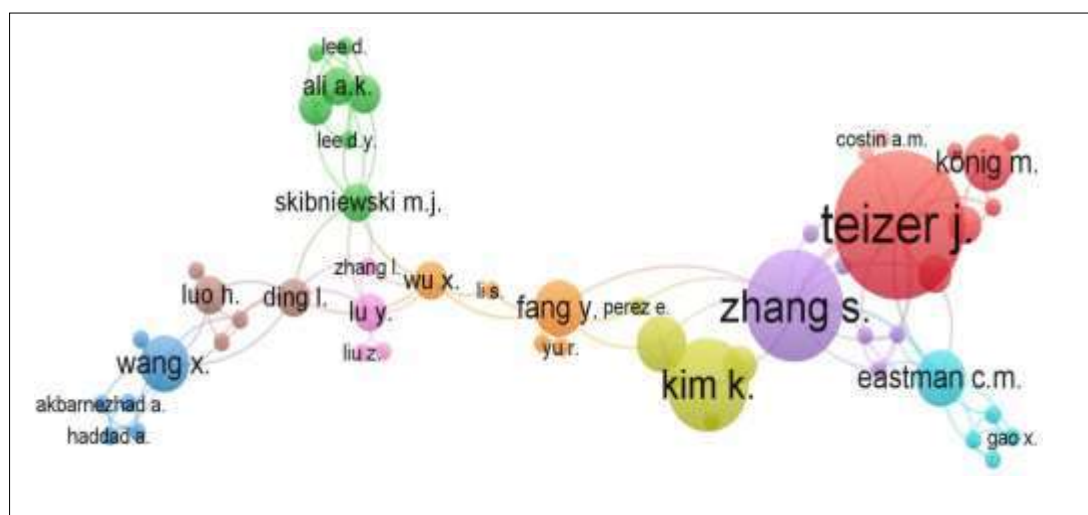 lee d.
ali a.k.
lee d.y.
skibniewski m.j.
costin a.m.
könig m.
teizer j.
zhang l.
wu x.
li s.
luo h.
ding l.
lu y.
fang y.
perez e.
zhang s.
liu z.
yu r.
wang x.
kim k.
eastman c.m.
akbarnezhad a.
haddad a.
gao x.